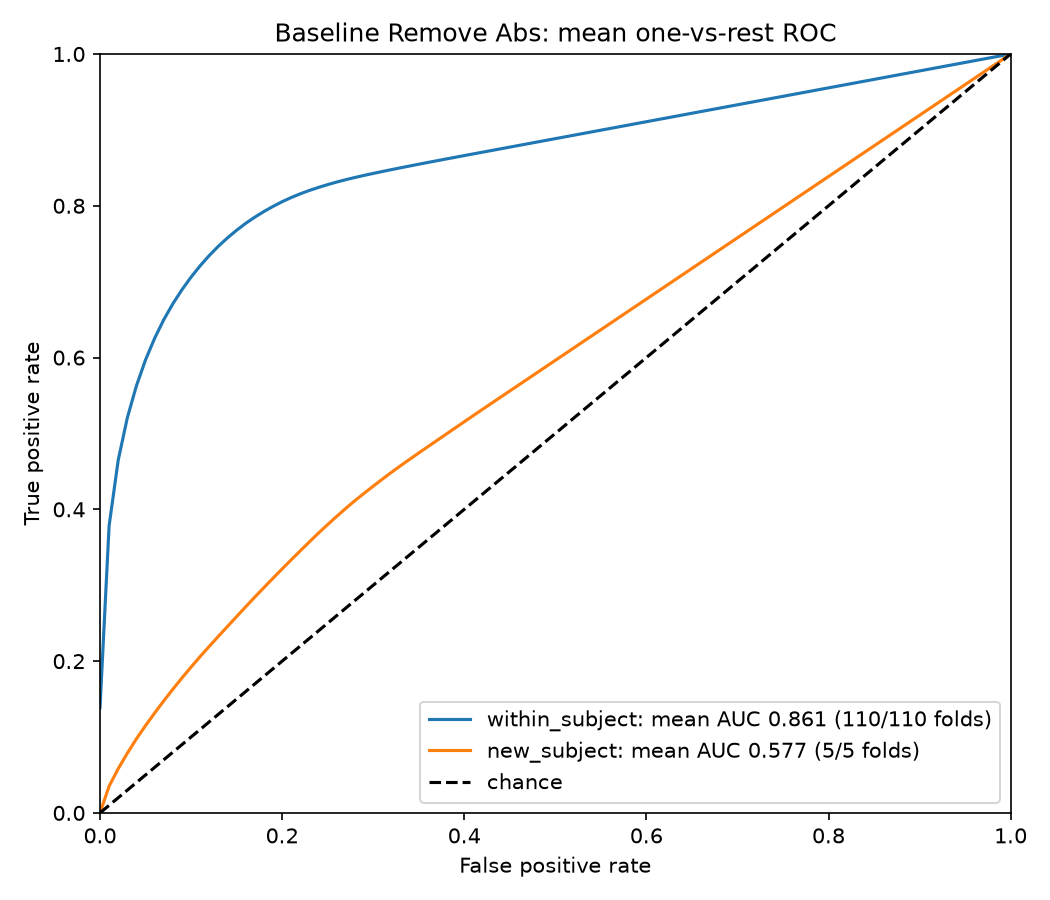 Baseline Remove Abs: mean one-vs-rest ROC
1.0
0.8
0.6
0.4
0.2
0.0
True positive rate
within_subject: mean AUC 0.861 (110/110 folds)
new_subject: mean AUC 0.577 (5/5 folds)
chance
0.0 0.2 0.4 0.6 0.8 1.0
False positive rate